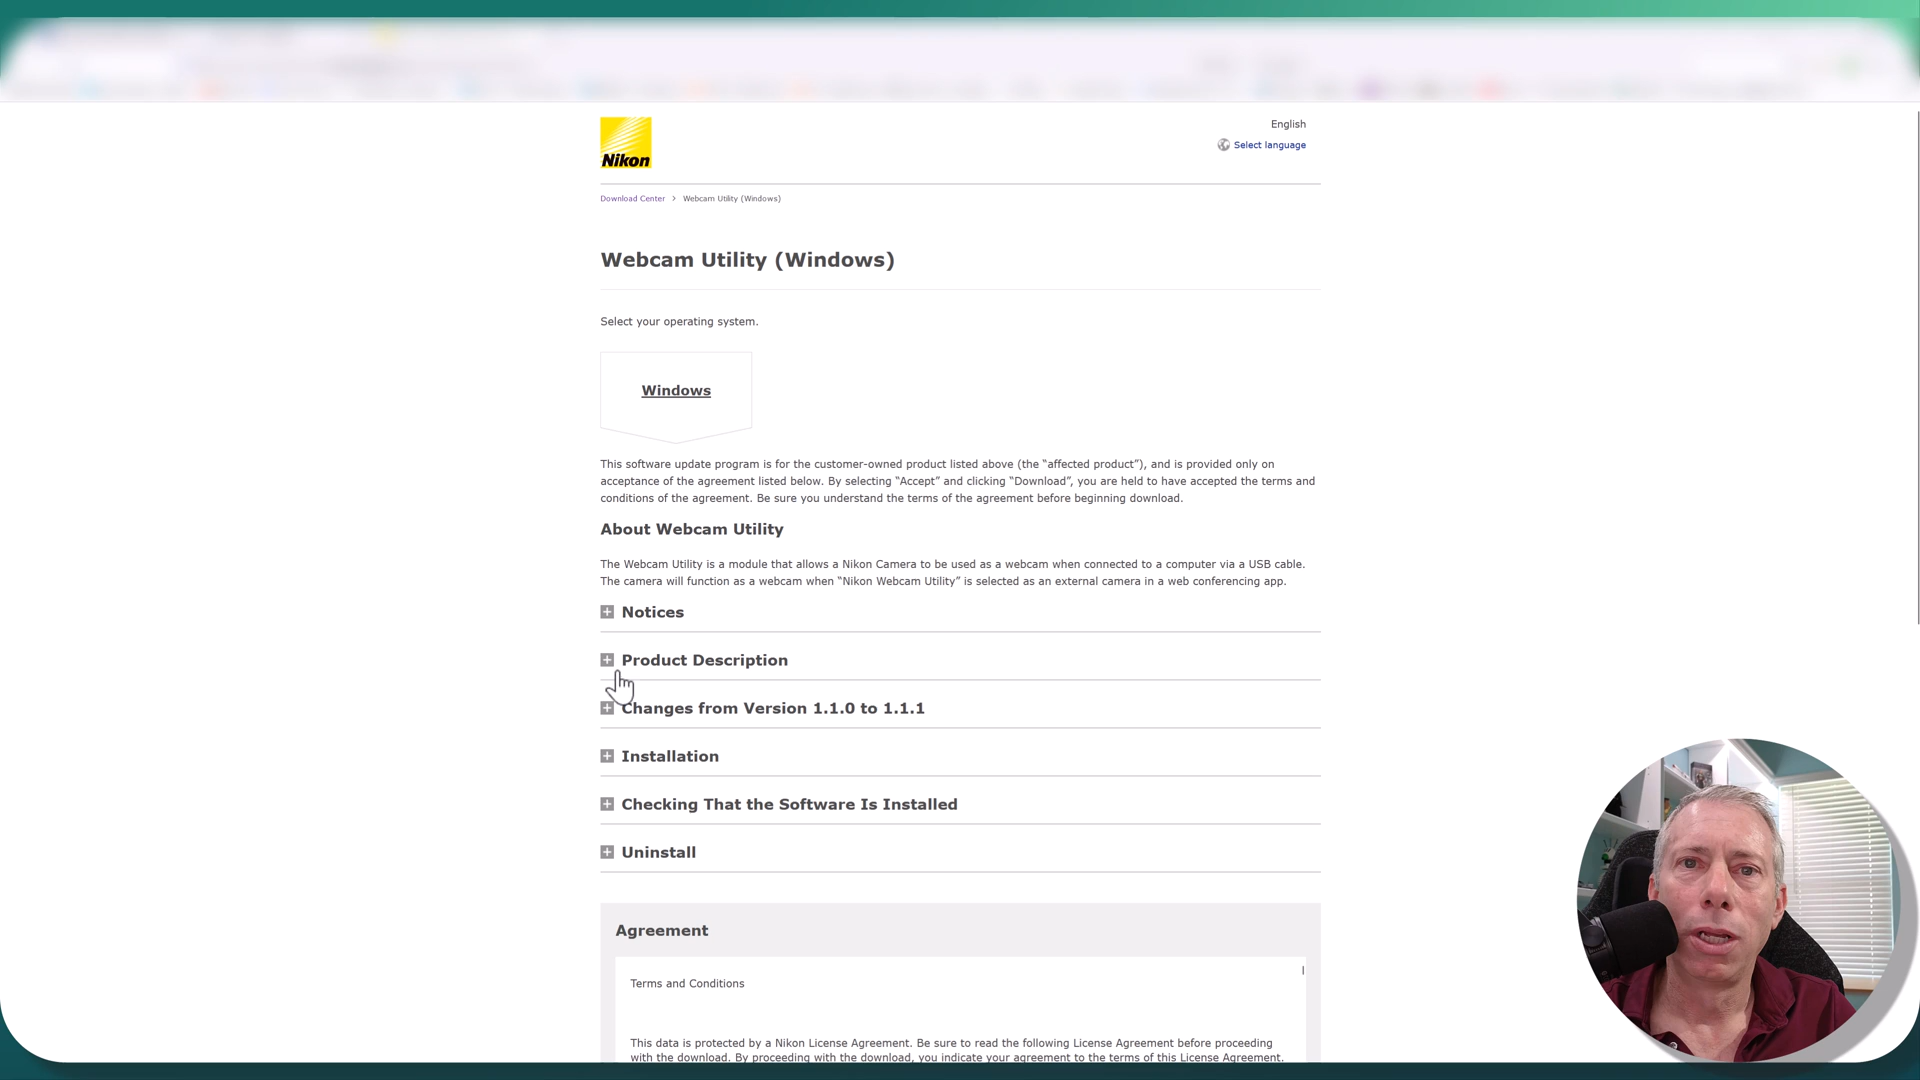 Nikon
English
Select language
Download Center > Webcam Utility (Windows)
Webcam Utility (Windows)
Select your operating system.
Windows
This software update program is for the customer-owned product listed above (the “affected product”), and is provided only on
acceptance of the agreement listed below. By selecting “Accept” and clicking “Download”, you are held to have accepted the terms and
conditions of the agreement. Be sure you understand the terms of the agreement before beginning download.
About Webcam Utility
The Webcam Utility is a module that allows a Nikon Camera to be used as a webcam when connected to a computer via a USB cable.
The camera will function as a webcam when “Nikon Webcam Utility” is selected as an external camera in a web conferencing app.
Notices
Product Description
Changes from Version 1.1.0 to 1.1.1
Installation
Checking That the Software Is Installed
Uninstall
Agreement
Terms and Conditions
This data is protected by a Nikon License Agreement. Be sure to read the following License Agreement before proceeding
with the download. By proceeding with the download, you indicate your agreement to the terms of this License Agreement.